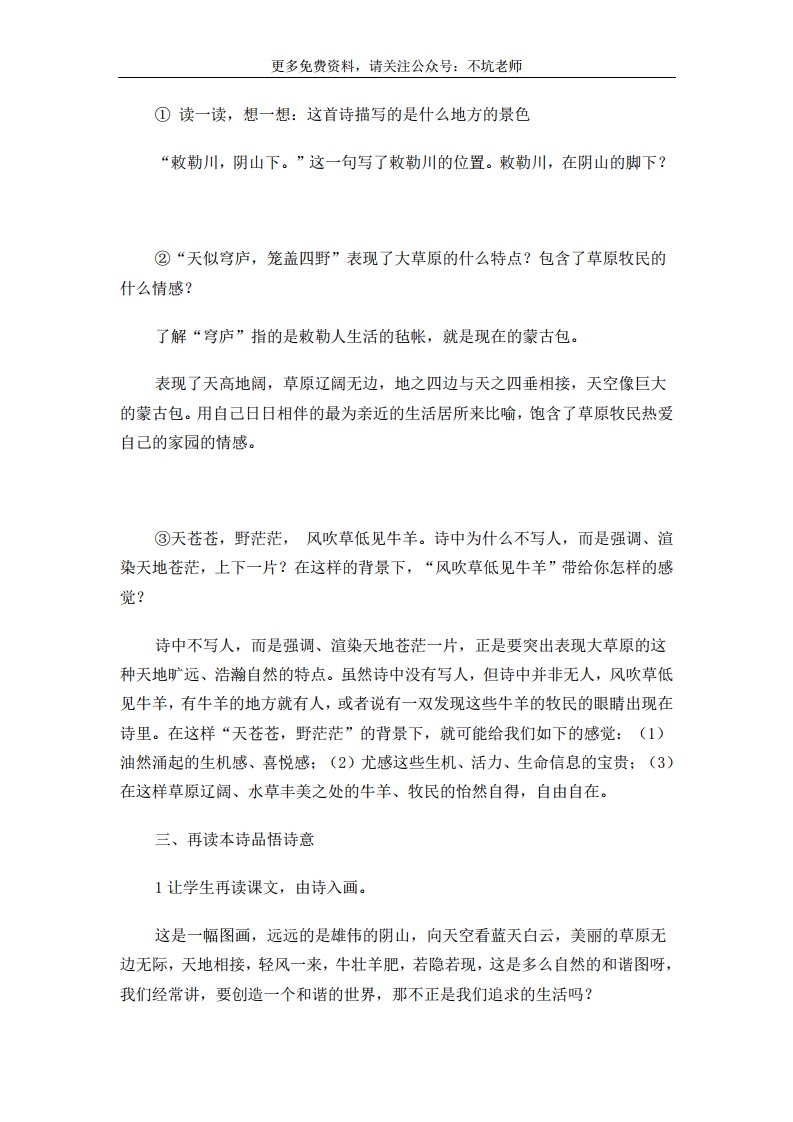 更多免费资料，请关注公众号：不坑老师
① 读一读，想一想：这首诗描写的是什么地方的景色
“敕勒川，阴山下。”这一句写了敕勒川的位置。敕勒川，在阴山的脚下？
②“天似穹庐，笼盖四野”表现了大草原的什么特点？包含了草原牧民的
什么情感？
了解“穹庐”指的是敕勒人生活的毡帐，就是现在的蒙古包。
表现了天高地阔，草原辽阔无边，地之四边与天之四垂相接，天空像巨大
的蒙古包。用自己日日相伴的最为亲近的生活居所来比喻，饱含了草原牧民热爱
自己的家园的情感。
③天苍苍，野茫茫， 风吹草低见牛羊。诗中为什么不写人，而是强调、渲
染天地苍茫，上下一片？在这样的背景下，“风吹草低见牛羊”带给你怎样的感
觉？
诗中不写人，而是强调、渲染天地苍茫一片，正是要突出表现大草原的这
种天地旷远、浩瀚自然的特点。虽然诗中没有写人，但诗中并非无人，风吹草低
见牛羊，有牛羊的地方就有人，或者说有一双发现这些牛羊的牧民的眼睛出现在
诗里。在这样“天苍苍，野茫茫”的背景下，就可能给我们如下的感觉：（1）
油然涌起的生机感、喜悦感；（2）尤感这些生机、活力、生命信息的宝贵；（3）
在这样草原辽阔、水草丰美之处的牛羊、牧民的怡然自得，自由自在。
三、再读本诗品悟诗意
1 让学生再读课文，由诗入画。
这是一幅图画，远远的是雄伟的阴山，向天空看蓝天白云，美丽的草原无
边无际，天地相接，轻风一来，牛壮羊肥，若隐若现，这是多么自然的和谐图呀，
我们经常讲，要创造一个和谐的世界，那不正是我们追求的生活吗？